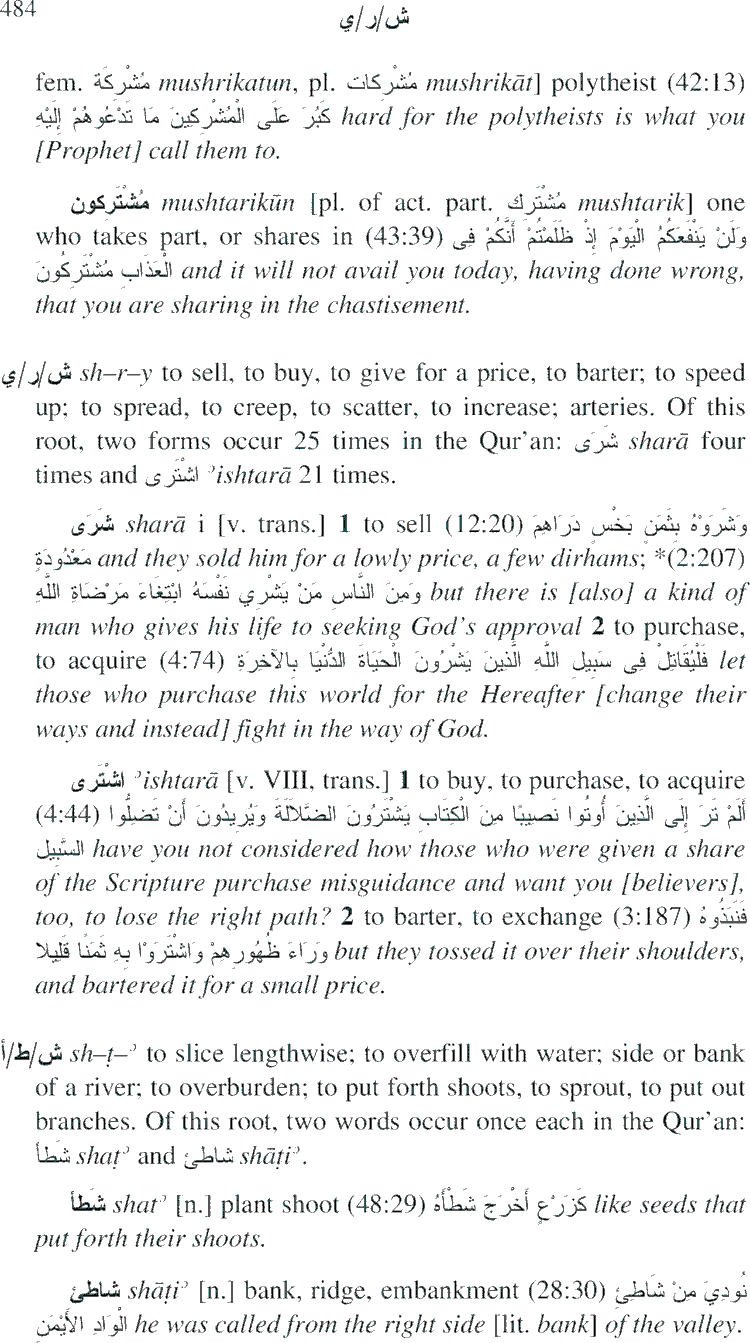 484
ش/ر/ي
fem. مُشْرِكَة mushrikatun, pl. مُشْرِكات mushrikāt] polytheist (42:13)
كَبُرَ عَلَى الْمُشْرِكِينَ مَا تَدْعُوهُمْ إِلَيْهِ hard for the polytheists is what you
[Prophet] call them to.
مُشْتَرِكون mushtarikūn [pl. of act. part. مُشْتَرِك mushtarik] one
who takes part, or shares in (43:39) وَلَنْ يَنْفَعَكُمُ الْيَوْمَ إِذْ ظَلَمْتُمْ أَنَّكُمْ فِى
الْعَذَابِ مُشْتَرِكُونَ and it will not avail you today, having done wrong,
that you are sharing in the chastisement.
ش/ر/ي sh–r–y to sell, to buy, to give for a price, to barter; to speed
up; to spread, to creep, to scatter, to increase; arteries. Of this
root, two forms occur 25 times in the Qur'an: شَرَى sharā four
times and اشْتَرى ʾishtarā 21 times.
شَرَى sharā i [v. trans.] 1 to sell (12:20) وَشَرَوْهُ بِثَمَنٍ بَخْسٍ دَرَاهِمَ
مَعْدُودَةٍ and they sold him for a lowly price, a few dirhams; *(2:207)
وَمِنَ النَّاسِ مَنْ يَشْرِي نَفْسَهُ ابْتِغَاءَ مَرْضَاةِ اللَّهِ but there is [also] a kind of
man who gives his life to seeking God's approval 2 to purchase,
to acquire (4:74) فَلْيُقَاتِلْ فِى سَبِيلِ اللَّهِ الَّذِينَ يَشْرُونَ الْحَيَاةَ الدُّنْيَا بِالآخِرَةِ let
those who purchase this world for the Hereafter [change their
ways and instead] fight in the way of God.
اشْتَرى ʾishtarā [v. VIII, trans.] 1 to buy, to purchase, to acquire
(4:44) أَلَمْ تَرَ إِلَى الَّذِينَ أُوتُوا نَصِيبًا مِنَ الْكِتَابِ يَشْتَرُونَ الضَّلَالَةَ وَيُرِيدُونَ أَنْ تَضِلُّوا
السَّبِيل have you not considered how those who were given a share
of the Scripture purchase misguidance and want you [believers],
too, to lose the right path? 2 to barter, to exchange (3:187) فَنَبَذُوهُ
وَرَاءَ ظُهُورِهِمْ وَاشْتَرَوْا بِهِ ثَمَنًا قَلِيلا but they tossed it over their shoulders,
and bartered it for a small price.
ش/ط/أ sh–ṭ–ʾ to slice lengthwise; to overfill with water; side or bank
of a river; to overburden; to put forth shoots, to sprout, to put out
branches. Of this root, two words occur once each in the Qur'an:
شَطأ shaṭʾ and شاطئ shāṭiʾ.
شَطأ shatʾ [n.] plant shoot (48:29) كَزَرْعٍ أَخْرَجَ شَطْأَهُ like seeds that
put forth their shoots.
شاطئ shāṭiʾ [n.] bank, ridge, embankment (28:30) نُودِيَ مِنْ شَاطِئِ
الْوَادِ الأَيْمَنِ he was called from the right side [lit. bank] of the valley.